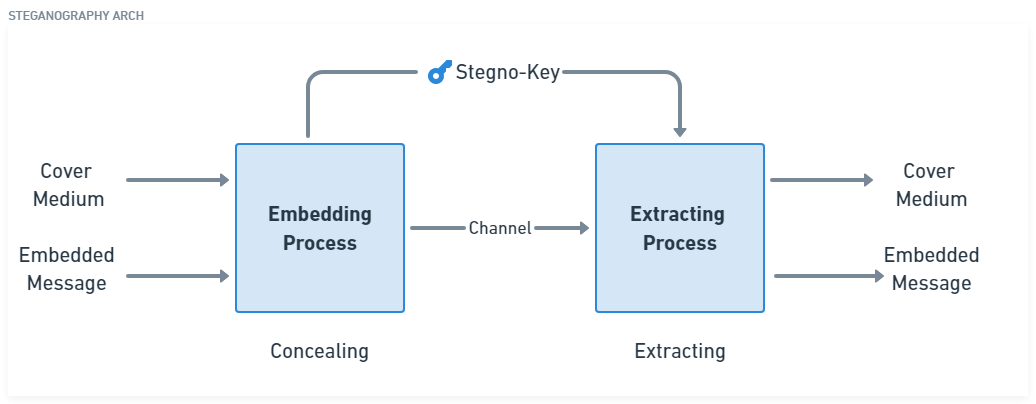 STEGANOGRAPHY ARCH
Stegno-Key
Cover
Medium
Embedded
Message
Embedding
Process
Channel
Extracting
Process
Cover
Medium
Embedded
Message
Concealing
Extracting